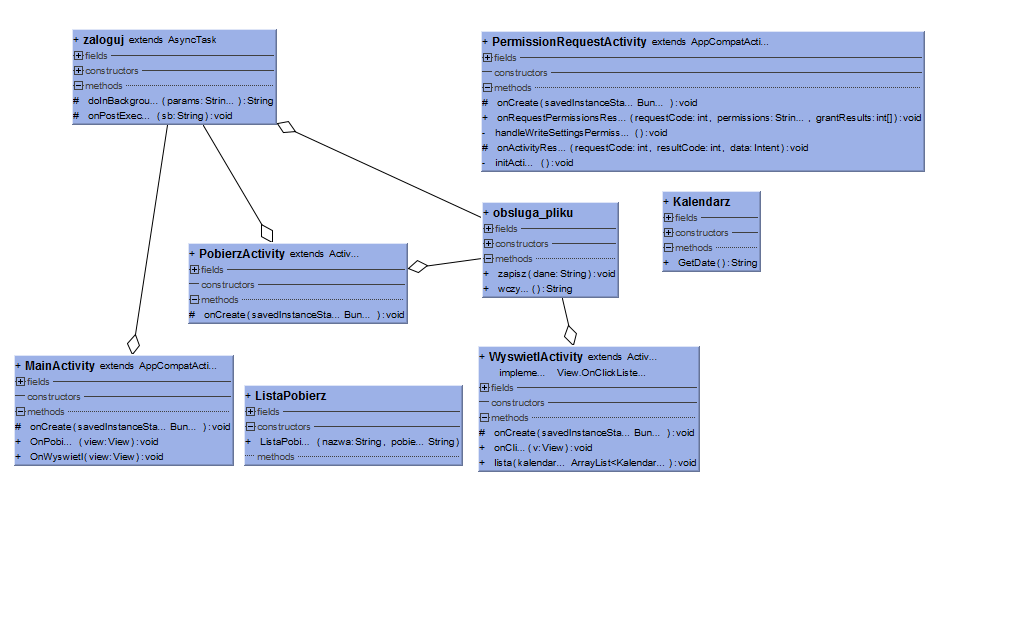 + zaloguj extends AsyncTask
fields
constructors
methods
# doInBackgrou... (params: Strin... ): String
# onPostExec... (sb: String): void
+ PermissionRequestActivity extends AppCompatActi...
fields
constructors
methods
# onCreate(savedInstanceSta... Bun... ): void
+ onRequestPermissionsRes... (requestCode: int, permissions: Strin... , grantResults: int[]): void
- handleWriteSettingsPermiss... (): void
# onActivityRes... (requestCode: int, resultCode: int, data: Intent): void
- initActi... (): void
+ obsluga_pliku
fields
constructors
methods
+ zapisz(dane: String): void
+ wczy... (): String
+ Kalendarz
fields
constructors
methods
+ GetDate(): String
+ PobierzActivity extends Activ...
fields
constructors
methods
# onCreate(savedInstanceSta... Bun... ): void
+ MainActivity extends AppCompatActi...
fields
constructors
methods
# onCreate(savedInstanceSta... Bun... ): void
+ OnPobi... (view: View): void
+ OnWyswietl(view: View): void
+ ListaPobierz
fields
constructors
+ ListaPobi... (nazwa: String, pobie... String)
methods
+ WyswietlActivity extends Activ...
impleme... View.OnClickListe...
fields
constructors
methods
# onCreate(savedInstanceSta... Bun... ): void
+ onCli... (v: View): void
+ lista(kalendar... ArrayList<Kalendar... ): void